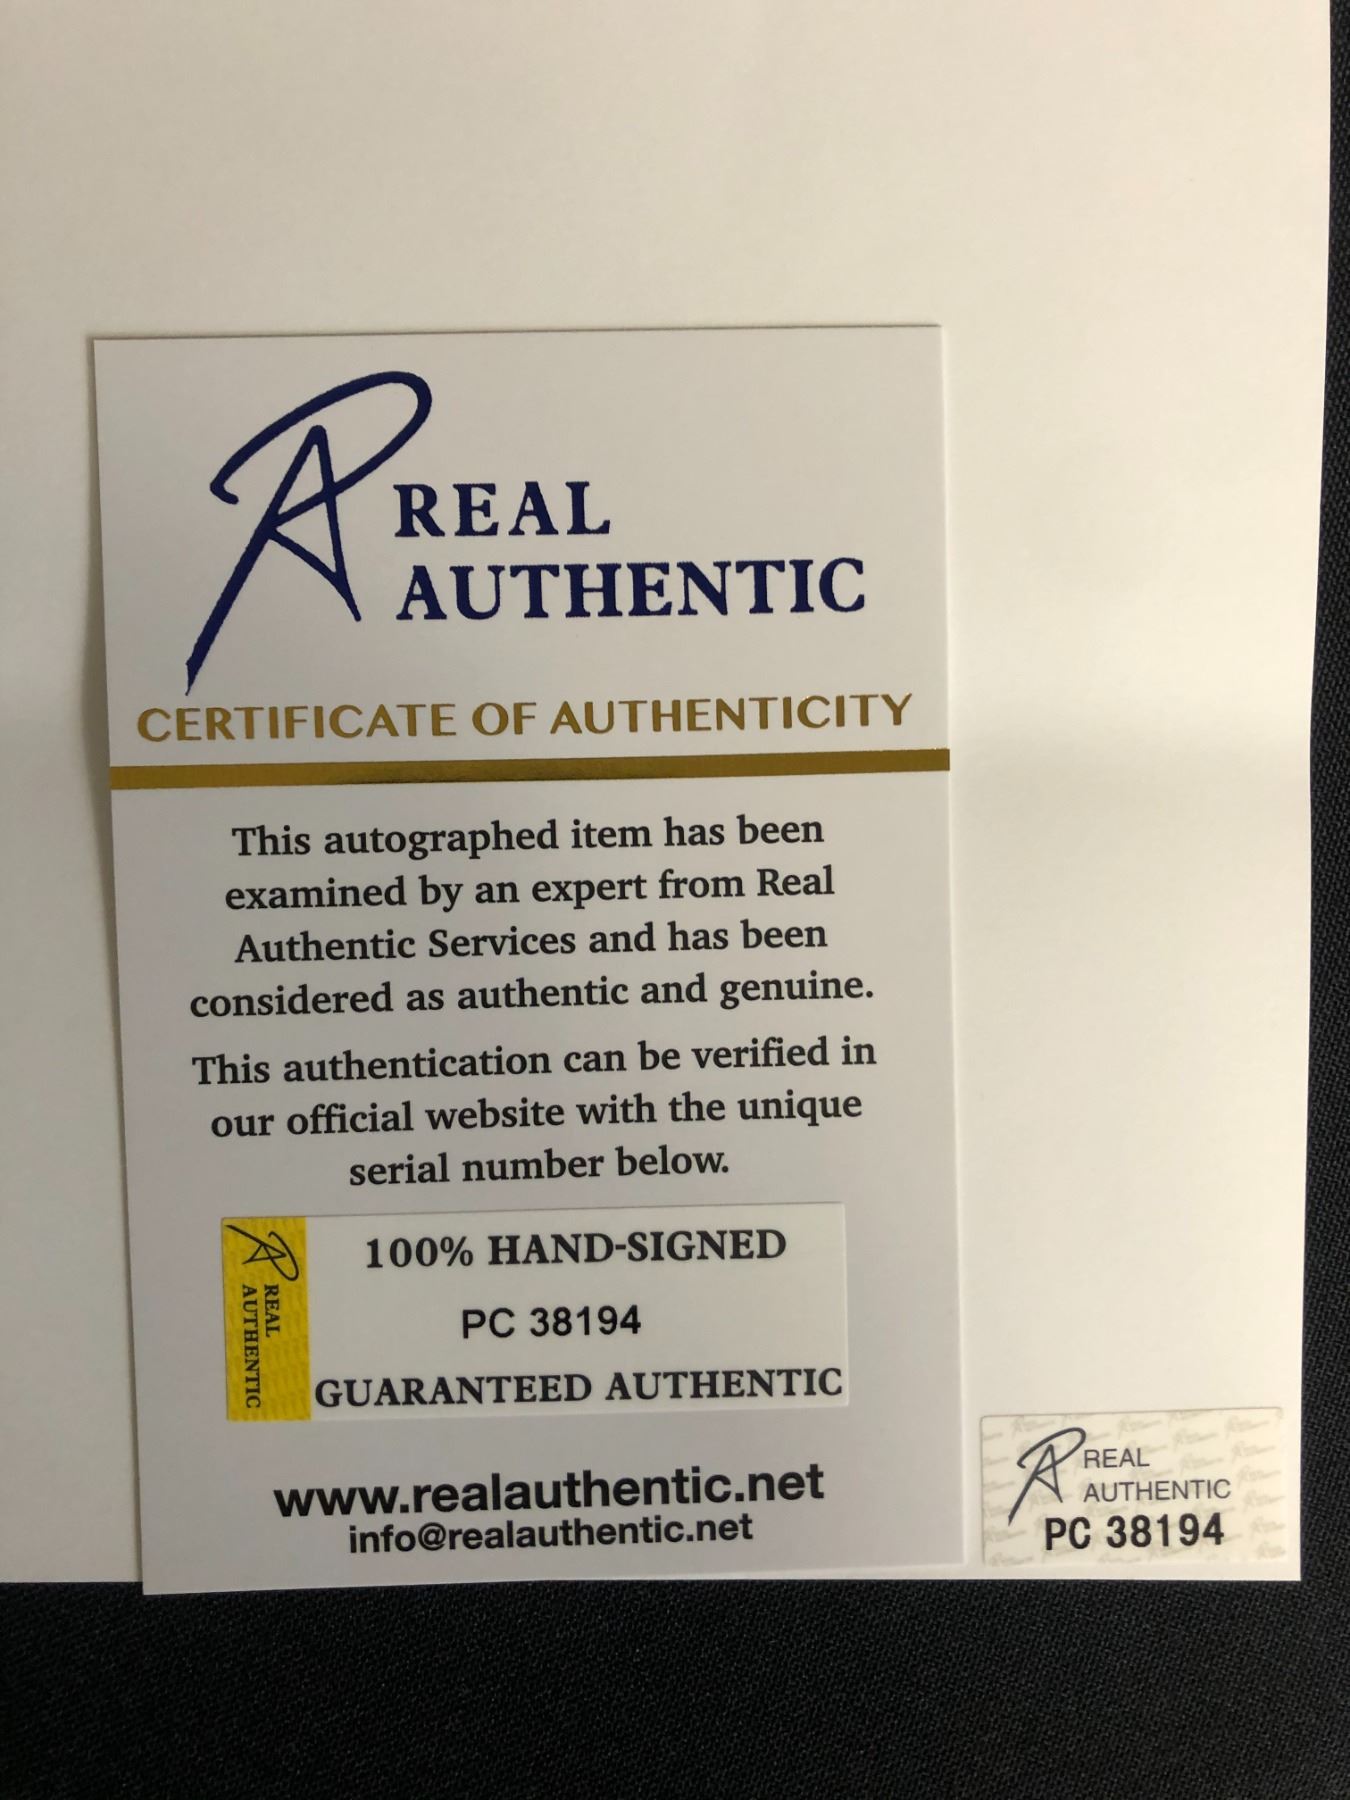 REAL
AUTHENTIC
CERTIFICATE OF AUTHENTICITY
This autographed item has been
examined by an expert from Real
Authentic Services and has been
considered as authentic and genuine.
This authentication can be verified in
our official website with the unique
serial number below.
REAL
AUTHENTIC
100% HAND-SIGNED
PC 38194
GUARANTEED AUTHENTIC
www.realauthentic.net
info@realauthentic.net
REAL
AUTHENTIC
PC 38194